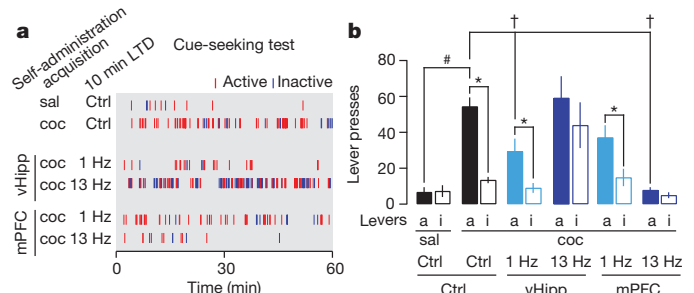 a
Self-administration acquisition
10 min LTD
Cue-seeking test
Active Inactive
sal Ctrl
coc Ctrl
vHipp
coc 1 Hz
coc 13 Hz
mPFC
coc 1 Hz
coc 13 Hz
0 30 60
Time (min)
b
† †
#
* * *
80
60
40
20
0
Lever presses
Levers a i a i a i a i a i a i
sal coc
Ctrl Ctrl 1 Hz 13 Hz 1 Hz 13 Hz
Ctrl vHipp mPFC